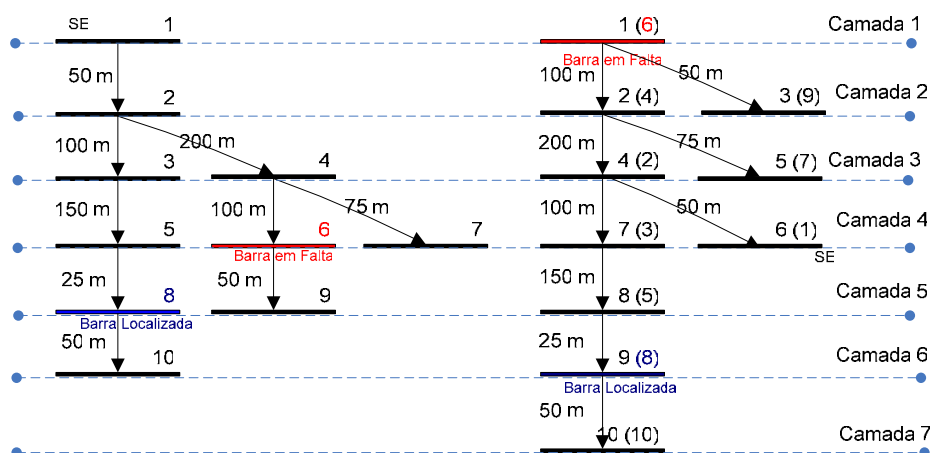 SE 1 1 (6) Camada 1
Barra em Falta
50 m 100 m 50 m
2 2 (4) 3 (9) Camada 2
100 m 200 m 200 m 75 m
3 4 4 (2) 5 (7) Camada 3
150 m 100 m 75 m 100 m 50 m
5 6 7 7 (3) 6 (1) Camada 4
Barra em Falta SE
25 m 50 m 150 m
8 9 8 (5) Camada 5
Barra Localizada
50 m 25 m
10 9 (8) Camada 6
Barra Localizada
50 m
10 (10) Camada 7